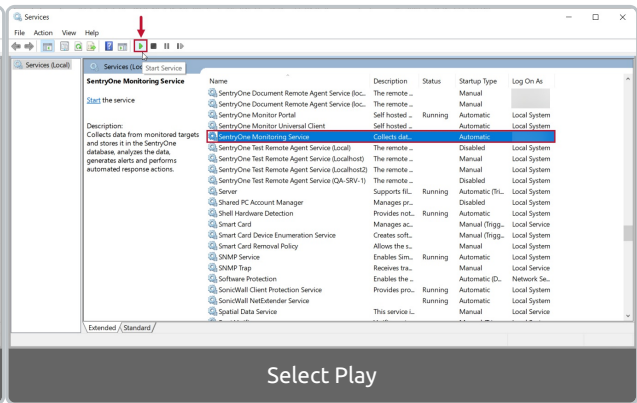 Services
File Action View Help
Services (Local)
Services (Loc
Start Service
SentryOne Monitoring Service
Start the service
Description:
Collects data from monitored targets
and stores it in the SentryOne
database, analyzes the data,
generates alerts and performs
automated response actions.
Name Description Status Startup Type Log On As
SentryOne Document Remote Agent Service (loc... The remote ... Manual
SentryOne Document Remote Agent Service (loc... The remote ... Manual
SentryOne Monitor Portal Self hosted ... Running Automatic Local System
SentryOne Monitor Universal Client Self hosted ... Automatic Local System
SentryOne Monitoring Service Collects dat... Automatic
SentryOne Test Remote Agent Service (Local) The remote ... Disabled Local System
SentryOne Test Remote Agent Service (Localhost) The remote ... Manual Local System
SentryOne Test Remote Agent Service (Localhost2) The remote ... Manual Local System
SentryOne Test Remote Agent Service (QA-SRV-1) The remote ... Disabled Local System
Server Supports fil... Running Automatic (Tri... Local System
Shared PC Account Manager Manages pr... Disabled Local System
Shell Hardware Detection Provides not... Running Automatic Local System
Smart Card Manages ac... Manual (Trigg... Local Service
Smart Card Device Enumeration Service Creates soft... Manual (Trigg... Local System
Smart Card Removal Policy Allows the s... Manual Local System
SNMP Service Enables Sim... Running Automatic Local System
SNMP Trap Receives tra... Manual Local Service
Software Protection Enables the ... Automatic (D... Network Se...
SonicWall Client Protection Service Provides pro... Running Automatic Local System
SonicWall NetExtender Service Running Automatic Local System
Spatial Data Service This service i... Manual Local Service
Extended Standard
Select Play